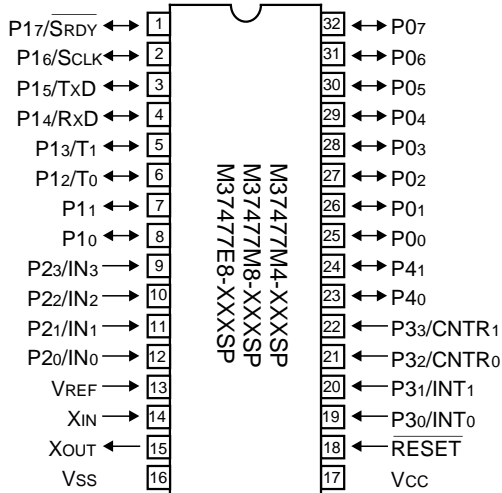 P17/SRDY 1 32 P07
P16/SCLK 2 31 P06
P15/TXD 3 30 P05
P14/RXD 4 29 P04
P13/T1 5 28 P03
P12/T0 6 27 P02
P11 7 26 P01
P10 8 25 P00
P23/IN3 9 24 P41
P22/IN2 10 23 P40
P21/IN1 11 22 P33/CNTR1
P20/IN0 12 21 P32/CNTR0
VREF 13 20 P31/INT1
XIN 14 19 P30/INT0
XOUT 15 18 RESET
VSS 16 17 VCC
M37477M4-XXXSP
M37477M8-XXXSP
M37477E8-XXXSP